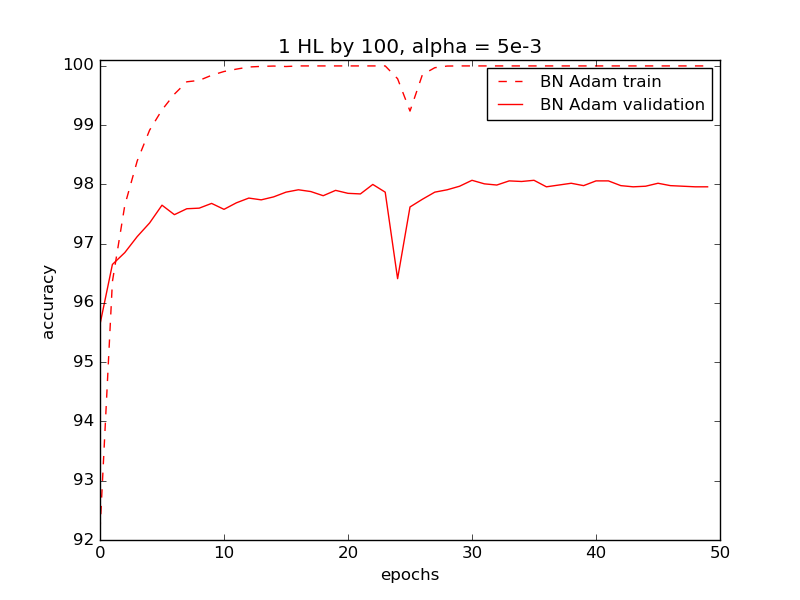 1 HL by 100, alpha = 5e-3
BN Adam train
BN Adam validation
accuracy
100
99
98
97
96
95
94
93
92
0 10 20 30 40 50
epochs